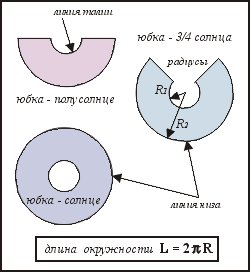 линия талии
юбка - 3/4 солнца
радиусы
R1
R2
юбка - полусолнце
юбка - солнце
линия низа
длина окружности L = 2πR